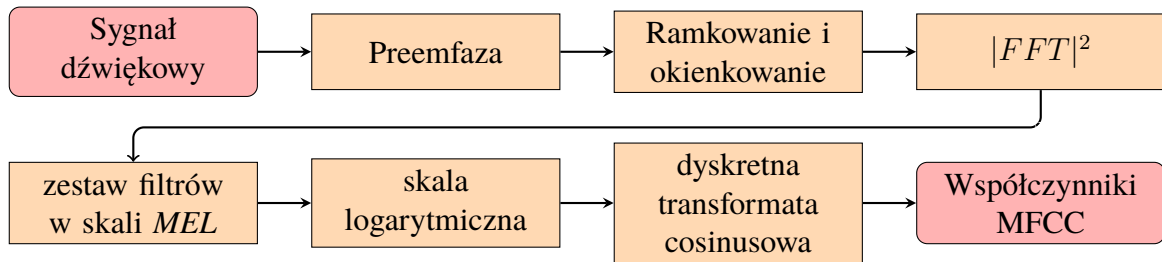 Sygnał
dźwiękowy
Preemfaza
Ramkowanie i
okienkowanie
|FFT|²
zestaw filtrów
w skali MEL
skala
logarytmiczna
dyskretna
transformata
cosinusowa
Współczynniki
MFCC